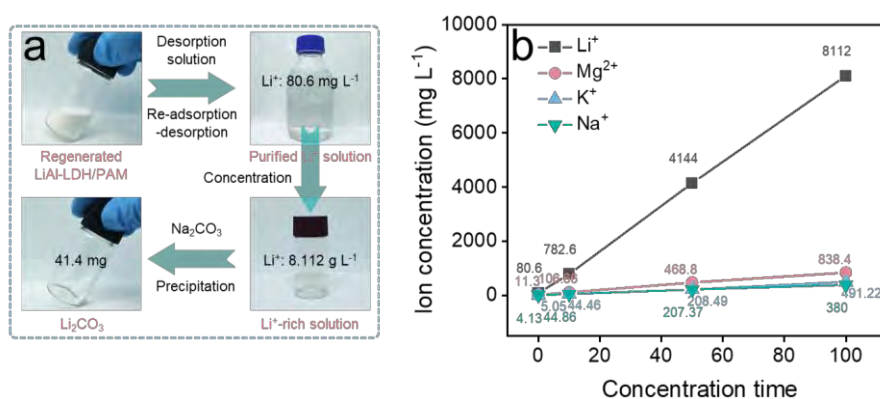 a
Desorption
solution
Re-adsorption
-desorption
Li⁺: 80.6 mg L⁻¹
Regenerated
LiAl-LDH/PAM
Purified Li⁺ solution
Concentration
41.4 mg
Na₂CO₃
Precipitation
Li⁺: 8.112 g L⁻¹
Li₂CO₃
Li⁺-rich solution
b
Ion concentration (mg L⁻¹)
10000
8000
6000
4000
2000
0
Li⁺
Mg²⁺
K⁺
Na⁺
8112
4144
80.6
782.6
11.3
106.88
468.8
838.4
5.05
44.46
208.49
491.22
4.13
44.86
207.37
380
0
20
40
60
80
100
Concentration time